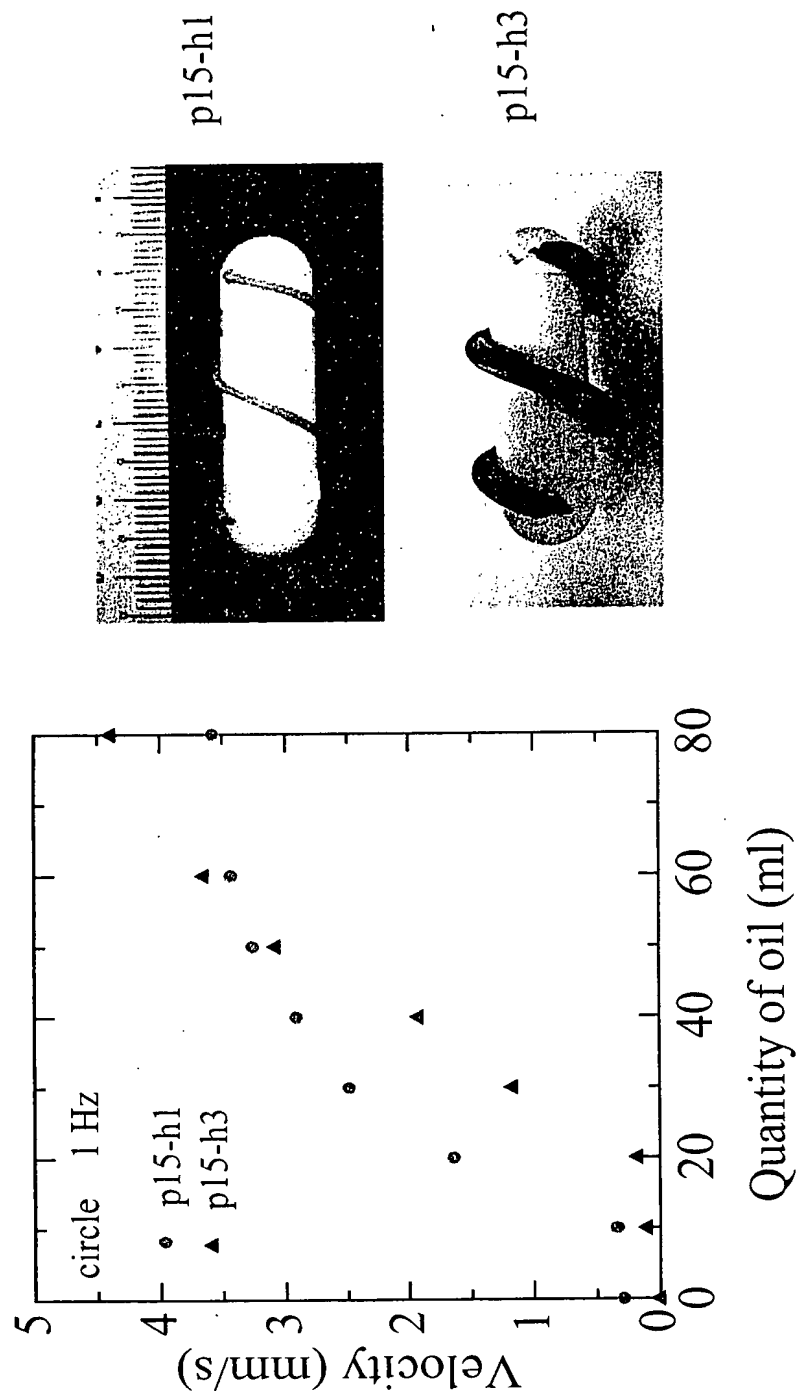 circle 1 Hz
p15-h1
p15-h3
5
4
3
2
1
0
Velocity (mm/s)
0
20
40
60
80
Quantity of oil (ml)
p15-h1
p15-h3